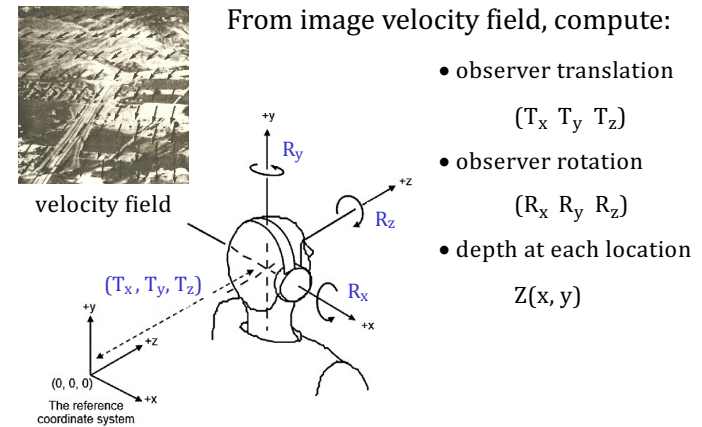 From image velocity field, compute:
• observer translation
(Tx Ty Tz)
• observer rotation
(Rx Ry Rz)
• depth at each location
Z(x, y)
velocity field
+y
Ry
+z
Rz
(Tx , Ty, Tz)
Rx
+x
+y
+z
(0, 0, 0)
+x
The reference
coordinate system